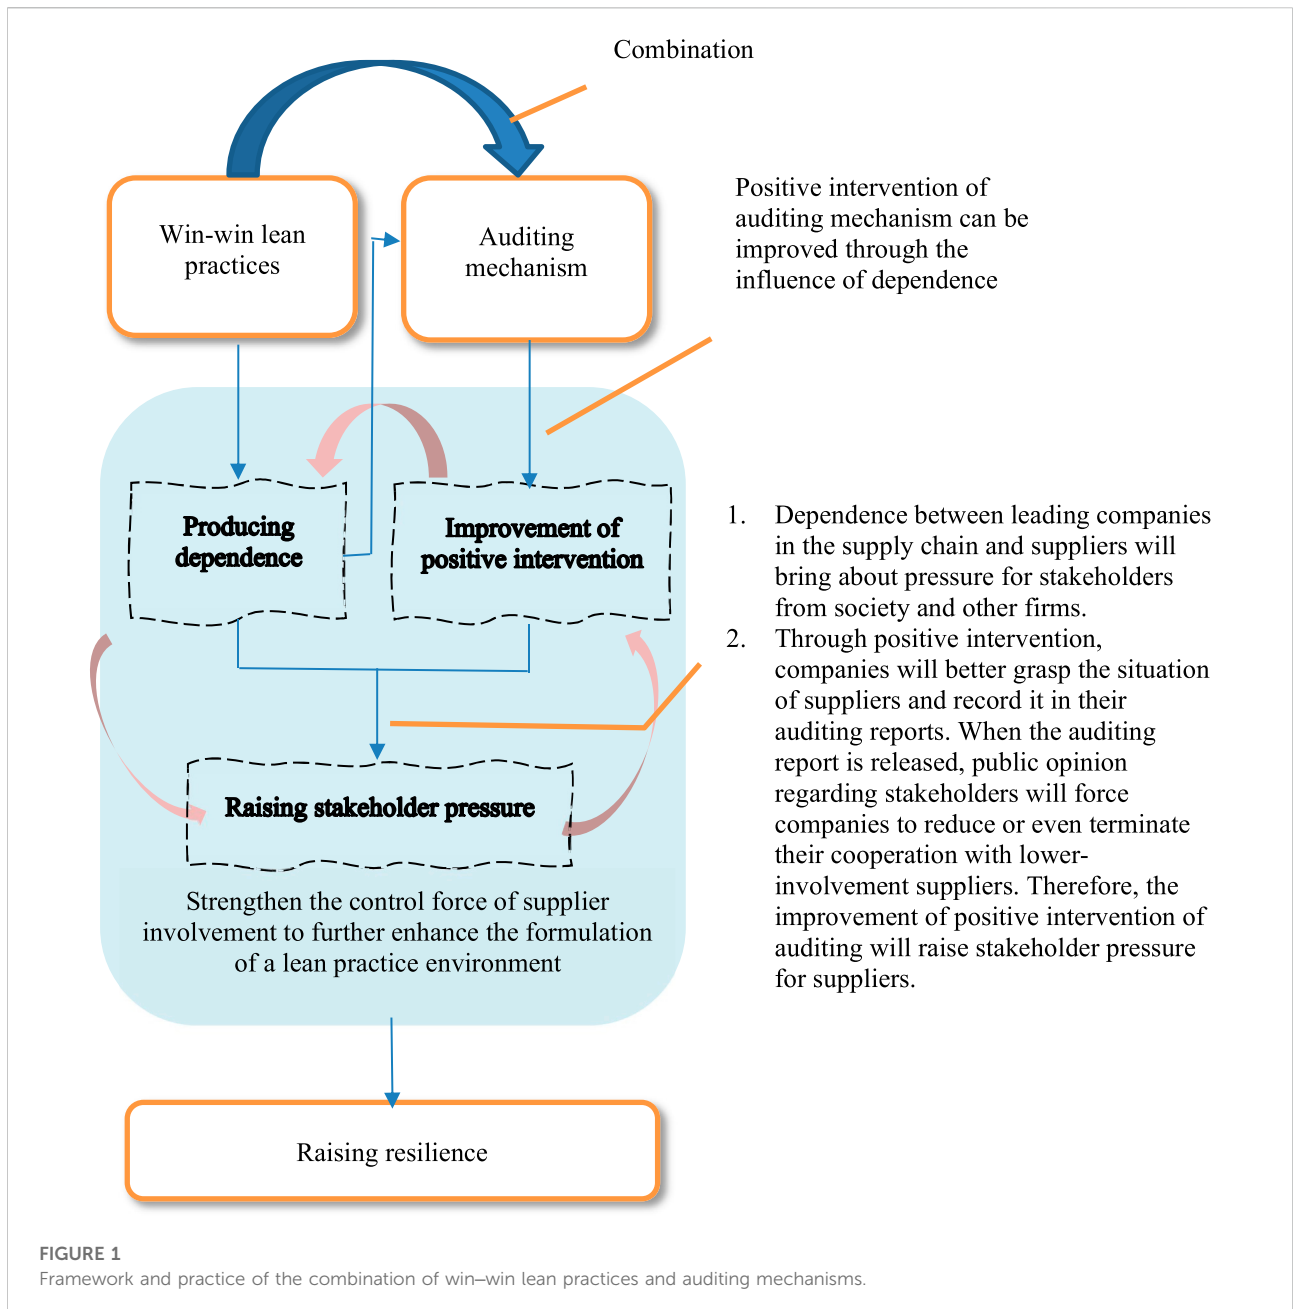 Combination
Win-win lean
practices
Auditing
mechanism
Positive intervention of
auditing mechanism can be
improved through the
influence of dependence
Producing
dependence
Improvement of
positive intervention
1. Dependence between leading companies
in the supply chain and suppliers will
bring about pressure for stakeholders
from society and other firms.
2. Through positive intervention,
companies will better grasp the situation
of suppliers and record it in their
auditing reports. When the auditing
report is released, public opinion
regarding stakeholders will force
companies to reduce or even terminate
their cooperation with lower-
involvement suppliers. Therefore, the
improvement of positive intervention of
auditing will raise stakeholder pressure
for suppliers.
Raising stakeholder pressure
Strengthen the control force of supplier
involvement to further enhance the formulation
of a lean practice environment
Raising resilience
FIGURE 1
Framework and practice of the combination of win–win lean practices and auditing mechanisms.